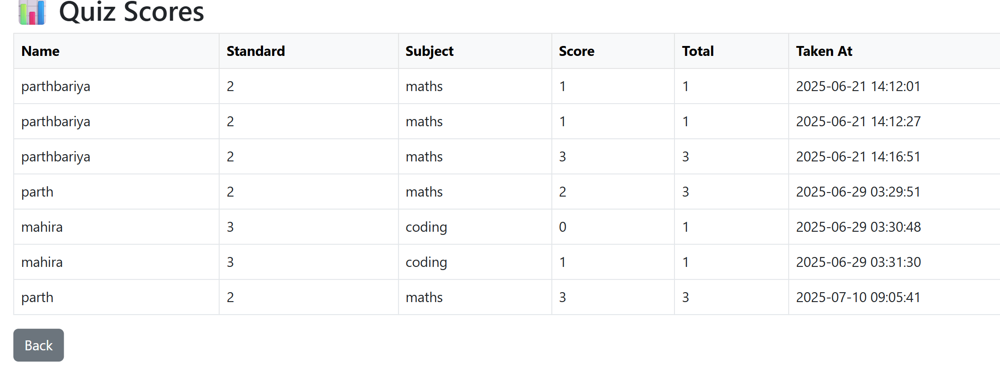 Quiz Scores
Name Standard Subject Score Total Taken At
parthbariya 2 maths 1 1 2025-06-21 14:12:01
parthbariya 2 maths 1 1 2025-06-21 14:12:27
parthbariya 2 maths 3 3 2025-06-21 14:16:51
parth 2 maths 2 3 2025-06-29 03:29:51
mahira 3 coding 0 1 2025-06-29 03:30:48
mahira 3 coding 1 1 2025-06-29 03:31:30
parth 2 maths 3 3 2025-07-10 09:05:41
Back